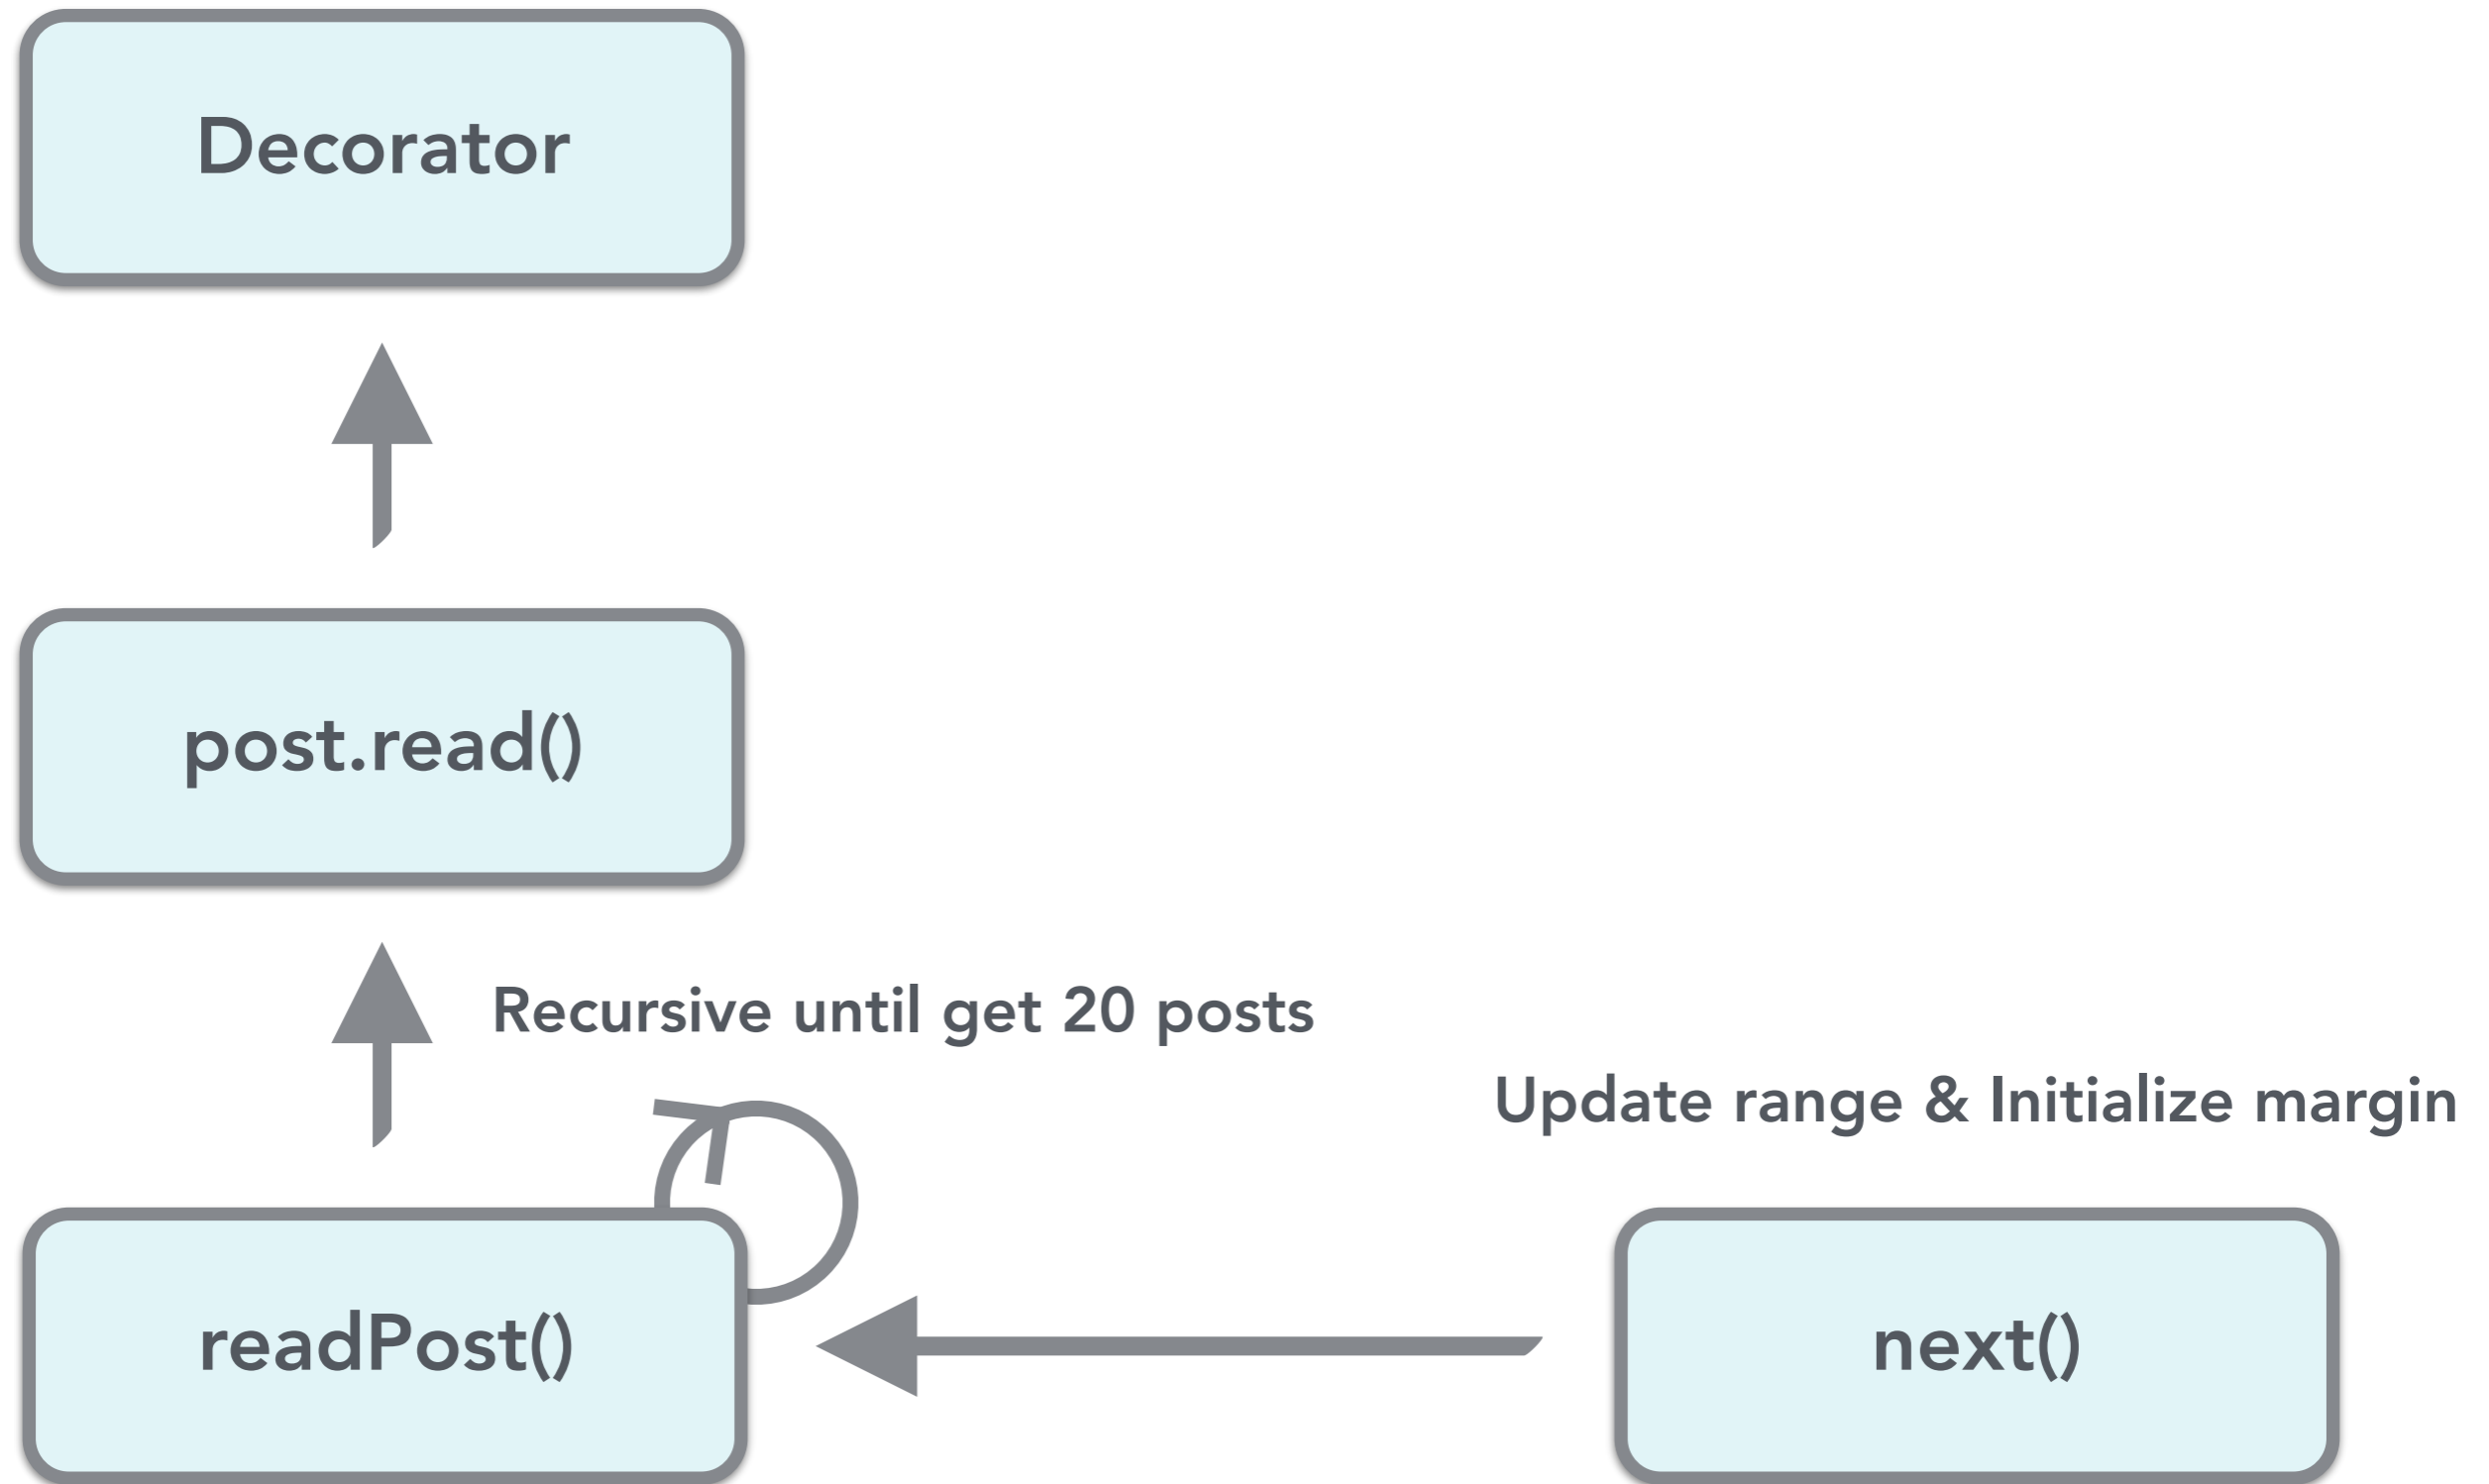 Decorator
post.read()
Recursive until get 20 posts
Update range & Initialize margin
readPost()
next()